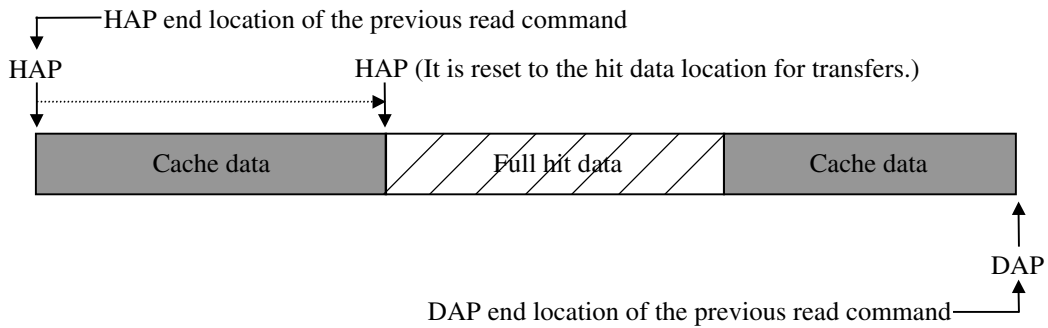 HAP end location of the previous read command
HAP
HAP (It is reset to the hit data location for transfers.)
Cache data
Full hit data
Cache data
DAP
DAP end location of the previous read command